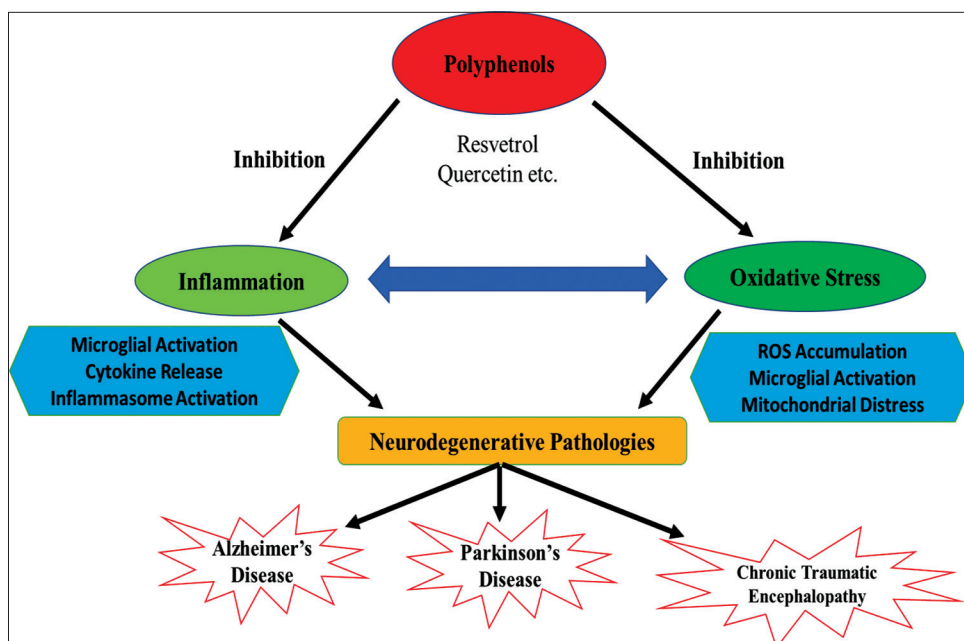 Polyphenols
Resvetrol
Quercetin etc.
Inhibition
Inhibition
Inflammation
Oxidative Stress
Microglial Activation
Cytokine Release
Inflammasome Activation
ROS Accumulation
Microglial Activation
Mitochondrial Distress
Neurodegenerative Pathologies
Alzheimer's
Disease
Parkinson's
Disease
Chronic Traumatic
Encephalopathy